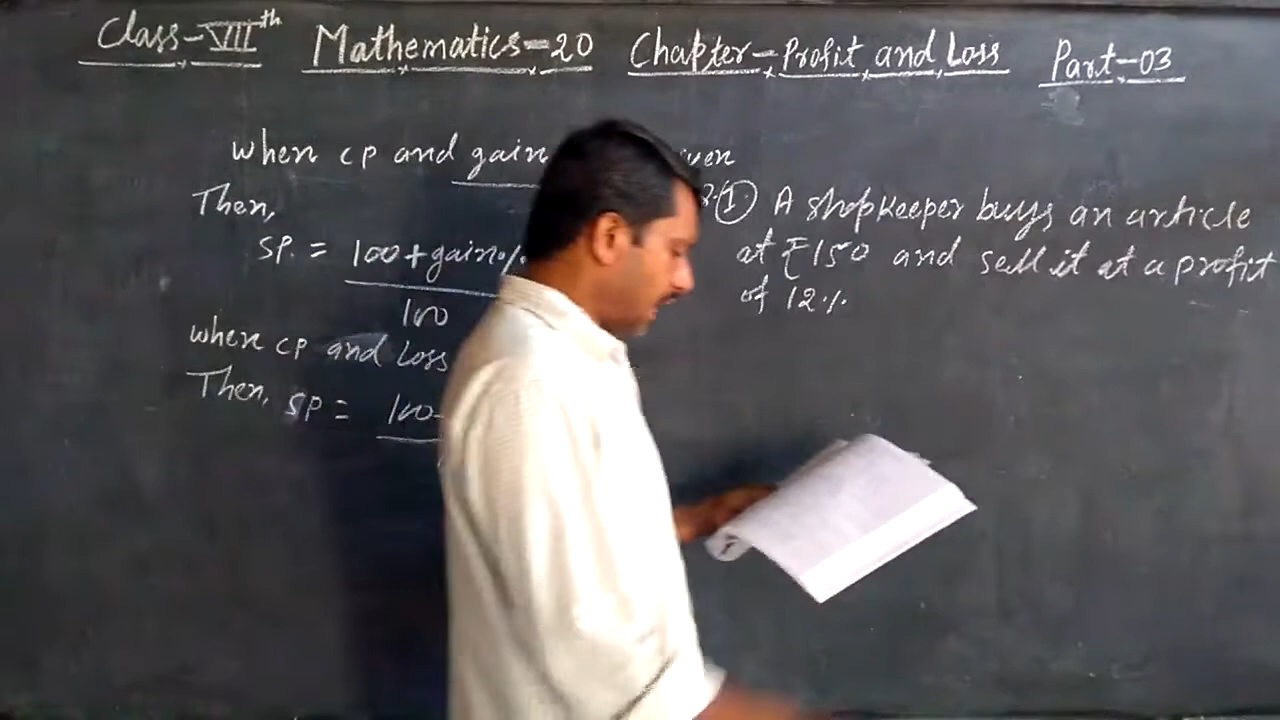 Class-VIIth Mathematics-20 Chapter-Profit and Loss Part-03
When CP and gain
Then,
SP. = 100+gain%
100
When CP and Loss
Then, SP = 100-
① A shopkeeper buys an article
at ₹150 and sell it at a profit
of 12%